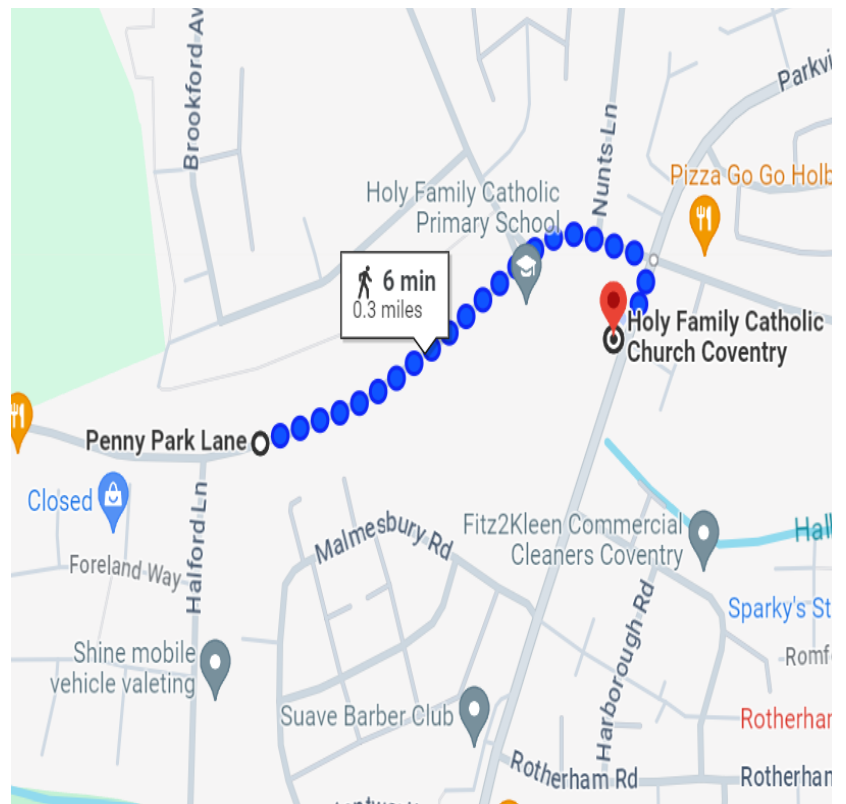 Brookford Av
Nunts Ln
Parkvi
Pizza Go Go Holb
Holy Family Catholic
Primary School
6 min
0.3 miles
Holy Family Catholic
Church Coventry
Penny Park Lane
Closed
Halford Ln
Malmesbury Rd
Fitz2Kleen Commercial
Cleaners Coventry
Hall
Foreland Way
Harborough Rd
Sparky's St
Shine mobile
vehicle valeting
Romf
Suave Barber Club
Rotherham
Rotherham Rd
Rotherham